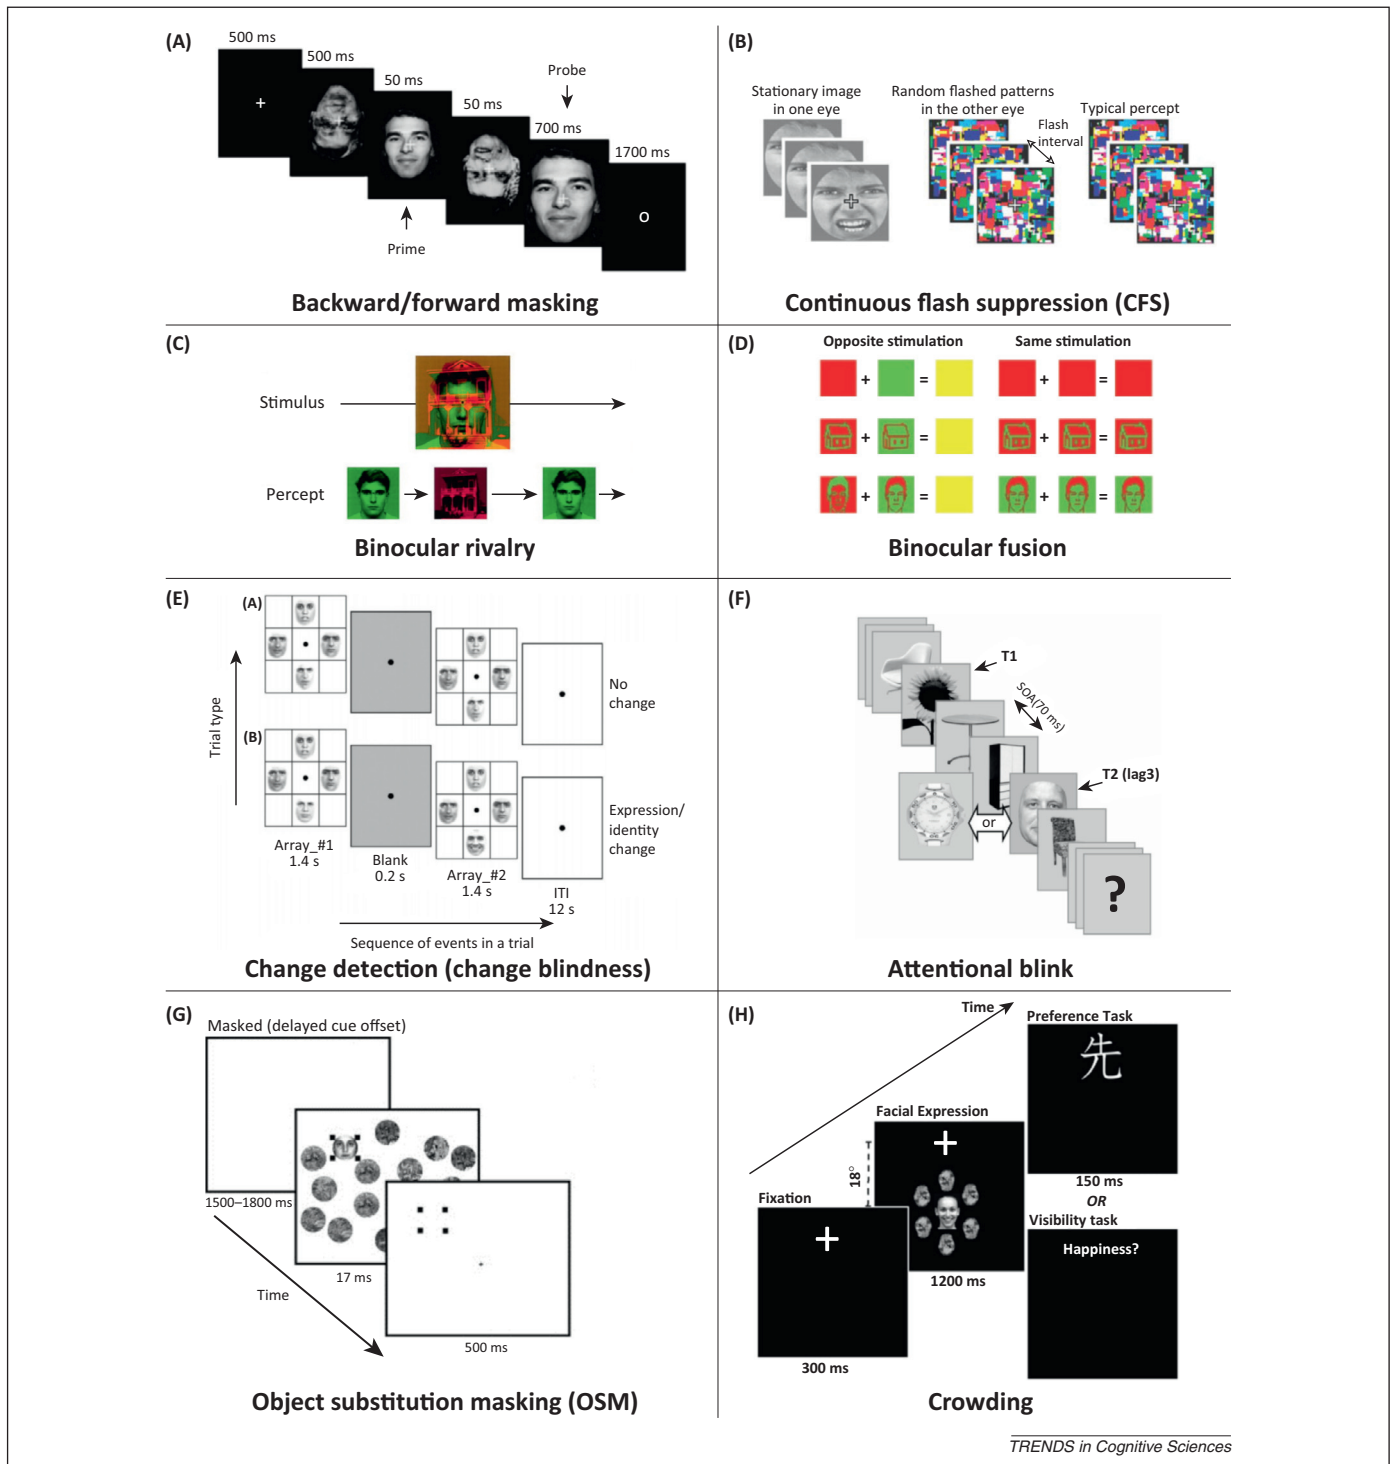 (A)
500 ms
500 ms
50 ms
50 ms
Probe
700 ms
1700 ms
+
Prime
o
Backward/forward masking
(B)
Stationary image
in one eye
Random flashed patterns
in the other eye
Flash
interval
Typical percept
Continuous flash suppression (CFS)
(C)
Stimulus
Percept
Binocular rivalry
(D)
Opposite stimulation
Same stimulation
+ = + =
+ = + =
+ = + =
Binocular fusion
(E)
(A)
No
change
Trial type
(B)
Expression/
identity
change
Array_#1
1.4 s
Blank
0.2 s
Array_#2
1.4 s
ITI
12 s
Sequence of events in a trial
Change detection (change blindness)
(F)
T1
SOA(70 ms)
T2 (lag3)
or
?
Attentional blink
(G)
Masked (delayed cue offset)
1500–1800 ms
17 ms
Time
500 ms
Object substitution masking (OSM)
(H)
Time
Preference Task
先
150 ms
OR
Facial Expression
18°
1200 ms
Fixation
300 ms
Visibility task
Happiness?
Crowding
TRENDS in Cognitive Sciences